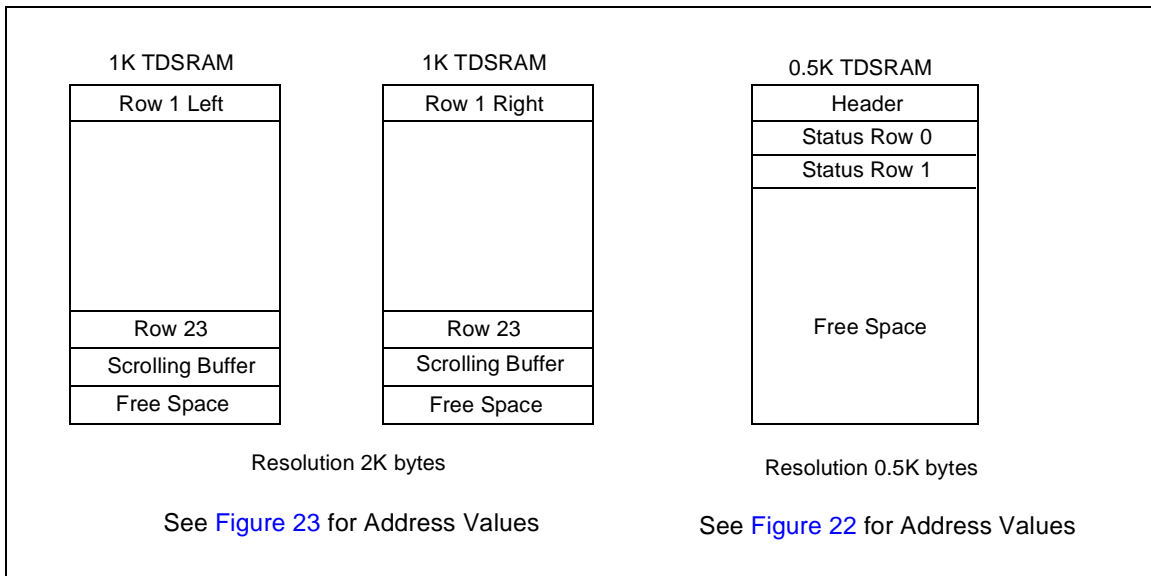 1K TDSRAM
Row 1 Left
Row 23
Scrolling Buffer
Free Space
1K TDSRAM
Row 1 Right
Row 23
Scrolling Buffer
Free Space
Resolution 2K bytes
See Figure 23 for Address Values
0.5K TDSRAM
Header
Status Row 0
Status Row 1
Free Space
Resolution 0.5K bytes
See Figure 22 for Address Values